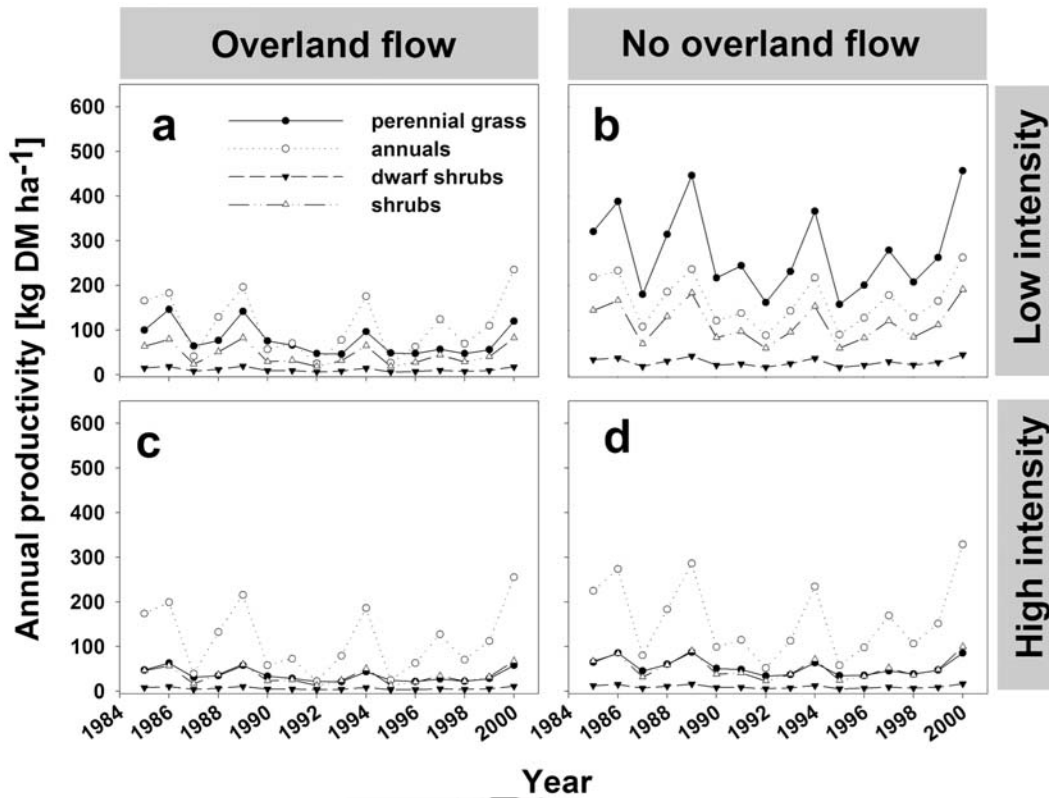 Overland flow
No overland flow
Annual productivity [kg DM ha⁻¹]
600
500
400
300
200
100
0
a
perennial grass
annuals
dwarf shrubs
shrubs
b
Low intensity
600
500
400
300
200
100
0
c
d
High intensity
1984
1986
1988
1990
1992
1994
1996
1998
2000
1984
1986
1988
1990
1992
1994
1996
1998
2000
Year